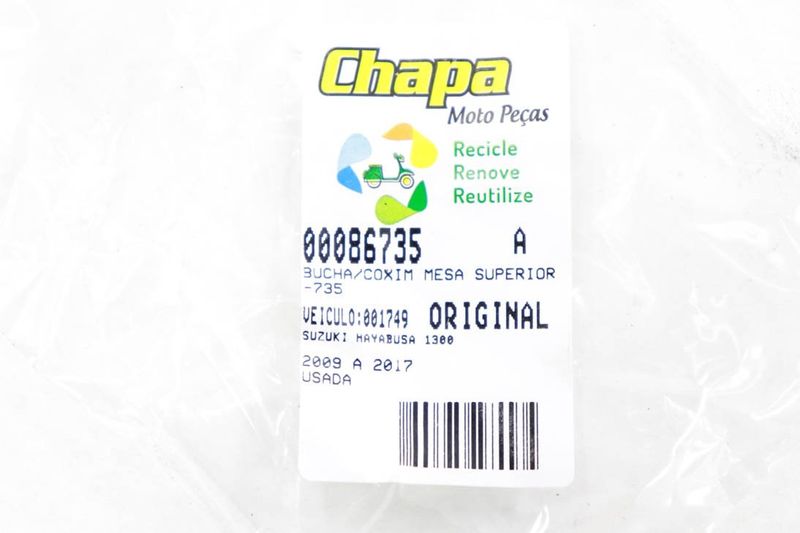 Chapa
Moto Peças
Recicle
Renove
Reutilize
00086735 A
BUCHA/COXIM MESA SUPERIOR
-735
VEICULO:001749 ORIGINAL
SUZUKI HAYABUSA 1300
2009 A 2017
USADA